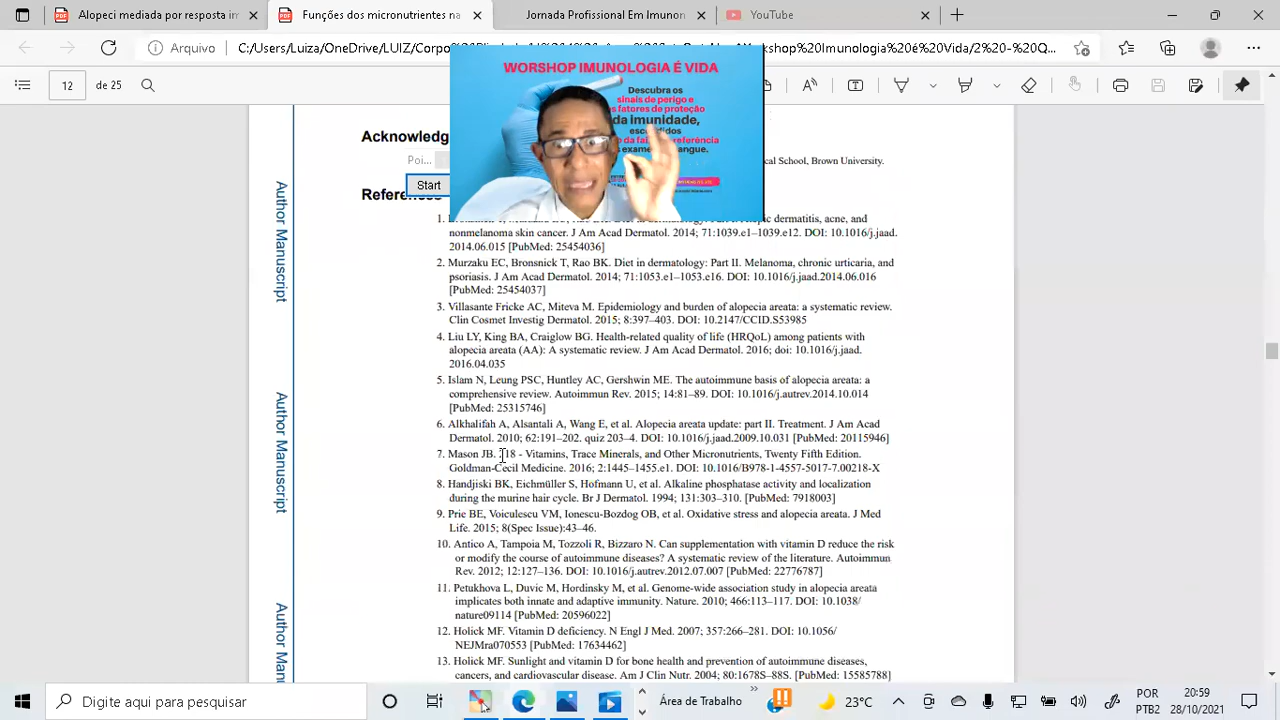 Arquivo
C:/Users/Luiza/OneDrive/LUIZ/Corpo
12 de 25
WORSHOP IMUNOLOGIA É VIDA
Descubra os
sinais de perigo e
fatores de proteção
da imunidade,
Acknowledg
cal School, Brown University.
Poi...
Start
Referen
Author Manuscript
Author Manuscript
Author Man
dermatitis, acne, and
nonmelanoma skin cancer. J Am Acad Dermatol. 2014; 71:1039.e1–1039.e12. DOI: 10.1016/j.jaad.
2014.06.015 [PubMed: 25454036]
2. Murzaku EC, Bronsnick T, Rao BK. Diet in dermatology: Part II. Melanoma, chronic urticaria, and
psoriasis. J Am Acad Dermatol. 2014; 71:1053.e1–1053.e16. DOI: 10.1016/j.jaad.2014.06.016
[PubMed: 25454037]
3. Villasante Fricke AC, Miteva M. Epidemiology and burden of alopecia areata: a systematic review.
Clin Cosmet Investig Dermatol. 2015; 8:397–403. DOI: 10.2147/CCID.S53985
4. Liu LY, King BA, Craiglow BG. Health-related quality of life (HRQoL) among patients with
alopecia areata (AA): A systematic review. J Am Acad Dermatol. 2016; doi: 10.1016/j.jaad.
2016.04.035
5. Islam N, Leung PSC, Huntley AC, Gershwin ME. The autoimmune basis of alopecia areata: a
comprehensive review. Autoimmun Rev. 2015; 14:81–89. DOI: 10.1016/j.autrev.2014.10.014
[PubMed: 25315746]
6. Alkhalifah A, Alsantali A, Wang E, et al. Alopecia areata update: part II. Treatment. J Am Acad
Dermatol. 2010; 62:191–202. quiz 203–4. DOI: 10.1016/j.jaad.2009.10.031 [PubMed: 20115946]
7. Mason JB. 18 - Vitamins, Trace Minerals, and Other Micronutrients, Twenty Fifth Edition.
Goldman-Cecil Medicine. 2016; 2:1445–1455.e1. DOI: 10.1016/B978-1-4557-5017-7.00218-X
8. Handjiski BK, Eichmüller S, Hofmann U, et al. Alkaline phosphatase activity and localization
during the murine hair cycle. Br J Dermatol. 1994; 131:303–310. [PubMed: 7918003]
9. Prie BE, Voiculescu VM, Ionescu-Bozdog OB, et al. Oxidative stress and alopecia areata. J Med
Life. 2015; 8(Spec Issue):43–46.
10. Antico A, Tampoia M, Tozzoli R, Bizzaro N. Can supplementation with vitamin D reduce the risk
or modify the course of autoimmune diseases? A systematic review of the literature. Autoimmun
Rev. 2012; 12:127–136. DOI: 10.1016/j.autrev.2012.07.007 [PubMed: 22776787]
11. Petukhova L, Duvic M, Hordinsky M, et al. Genome-wide association study in alopecia areata
implicates both innate and adaptive immunity. Nature. 2010; 466:113–117. DOI: 10.1038/
nature09114 [PubMed: 20596022]
12. Holick MF. Vitamin D deficiency. N Engl J Med. 2007; 357:266–281. DOI: 10.1056/
NEJMra070553 [PubMed: 17634462]
13. Holick MF. Sunlight and vitamin D for bone health and prevention of autoimmune diseases,
cancers, and cardiovascular disease. Am J Clin Nutr. 2004; 80:1678S–88S. [PubMed: 15585788]
Digite aqui para pesquisar
Área de Trabalho
23°C
POR
PTB2
20:59
28/10/2021